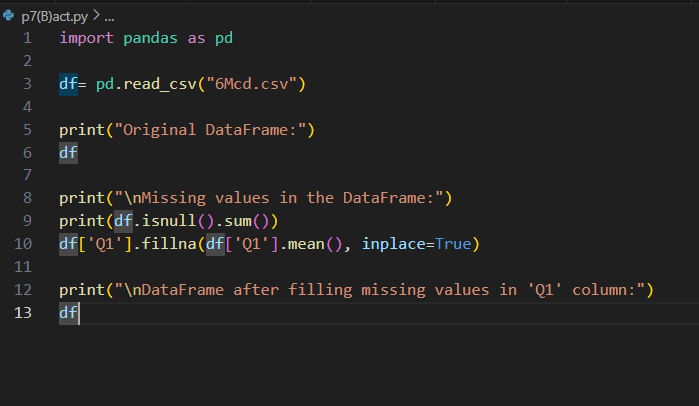 p7(B)act.py > ...
1 import pandas as pd
2
3 df= pd.read_csv("6Mcd.csv")
4
5 print("Original DataFrame:")
6 df
7
8 print("\nMissing values in the DataFrame:")
9 print(df.isnull().sum())
10 df['Q1'].fillna(df['Q1'].mean(), inplace=True)
11
12 print("\nDataFrame after filling missing values in 'Q1' column:")
13 df